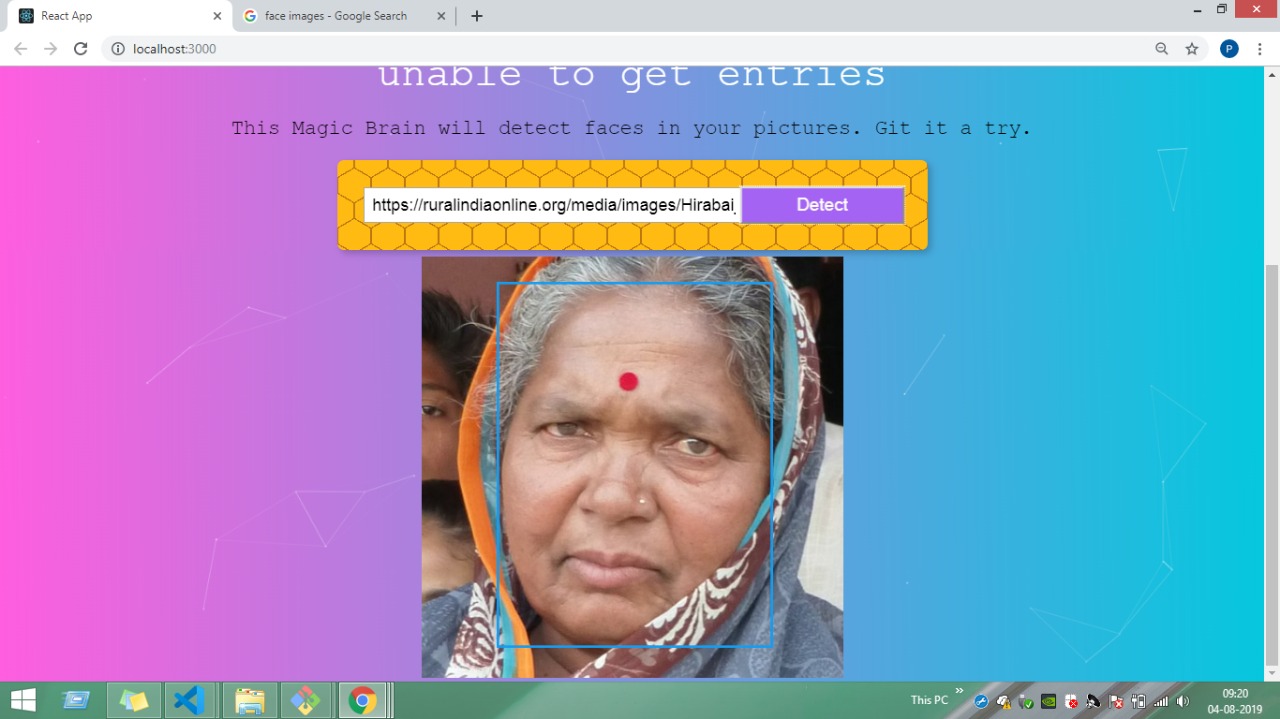 React App
face images - Google Search
localhost:3000
P
unable to get entries
This Magic Brain will detect faces in your pictures. Git it a try.
https://ruralindiaonline.org/media/images/Hirabai
Detect
This PC
09:20
04-08-2019